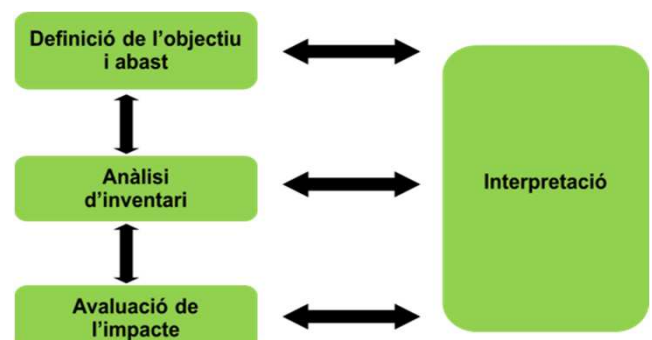 Definició de l’objectiu
i abast
Anàlisi
d’inventari
Interpretació
Avaluació de
l’impacte